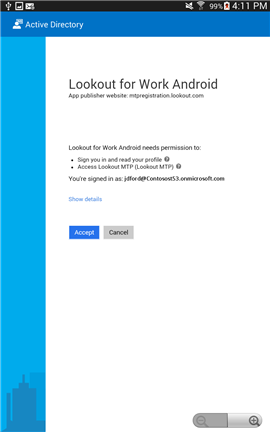 99% 4:11 PM
Active Directory
Lookout for Work Android
App publisher website: mtpregistration.lookout.com
Lookout for Work Android needs permission to:
• Sign you in and read your profile ?
• Access Lookout MTP (Lookout MTP) ?
You're signed in as: jdford@Contosost53.onmicrosoft.com
Show details
Accept Cancel